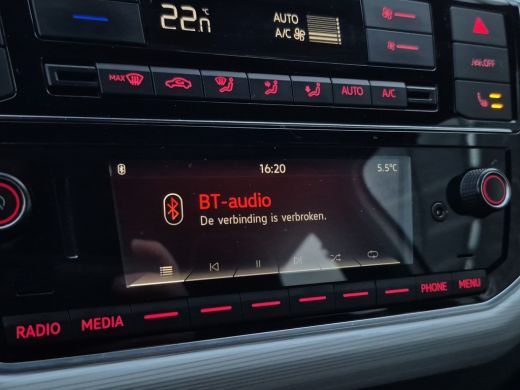 22.0°C
AUTO
A/C
OFF
MAX
AUTO
A/C
16:20
5.5°C
BT-audio
De verbinding is verbroken.
PHONE
MENU
RADIO
MEDIA